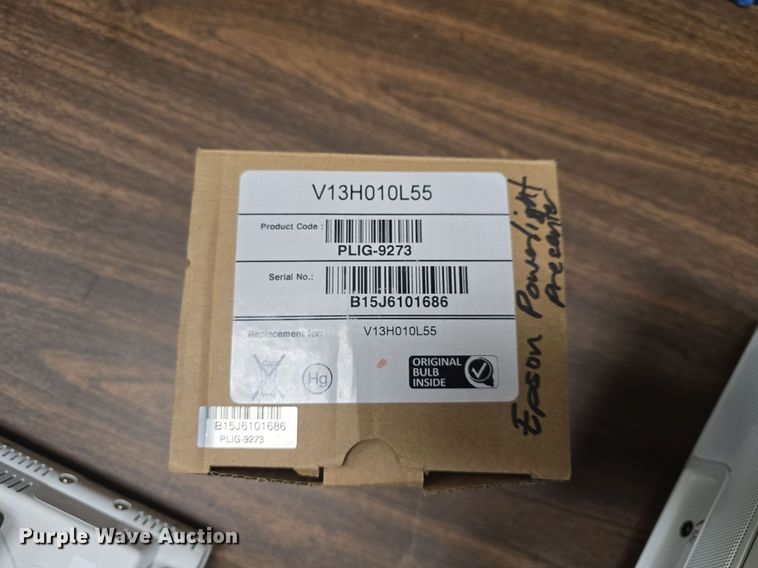 V13H010L55
Product Code :
PLIG-9273
Serial No.:
B15J6101686
Replacement for:
V13H010L55
Hg
ORIGINAL
BULB
INSIDE
B15J6101686
PLIG-9273
Epson Powerlight
Presenter
Purple Wave Auction